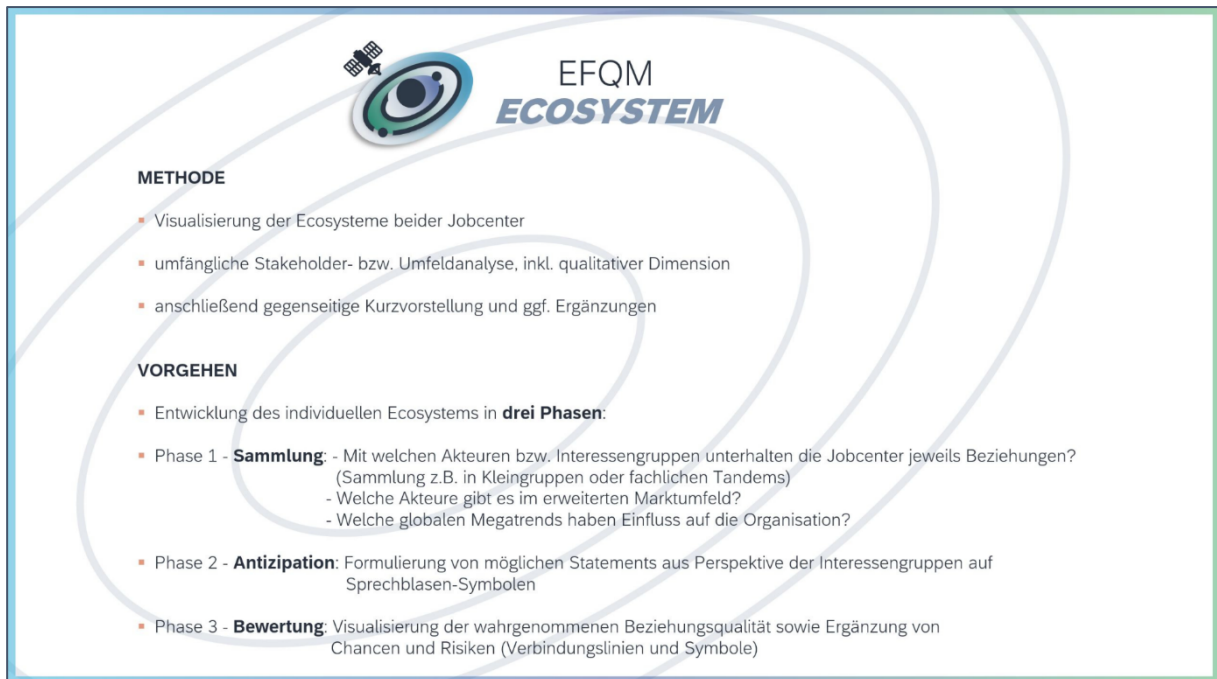 EFQM
ECOSYSTEM
METHODE
▪ Visualisierung der Ecosysteme beider Jobcenter
▪ umfängliche Stakeholder- bzw. Umfeldanalyse, inkl. qualitativer Dimension
▪ anschließend gegenseitige Kurzvorstellung und ggf. Ergänzungen
VORGEHEN
▪ Entwicklung des individuellen Ecosystems in drei Phasen:
▪ Phase 1 - Sammlung: - Mit welchen Akteuren bzw. Interessengruppen unterhalten die Jobcenter jeweils Beziehungen?
(Sammlung z.B. in Kleingruppen oder fachlichen Tandems)
- Welche Akteure gibt es im erweiterten Marktumfeld?
- Welche globalen Megatrends haben Einfluss auf die Organisation?
▪ Phase 2 - Antizipation: Formulierung von möglichen Statements aus Perspektive der Interessengruppen auf
Sprechblasen-Symbolen
▪ Phase 3 - Bewertung: Visualisierung der wahrgenommenen Beziehungsqualität sowie Ergänzung von
Chancen und Risiken (Verbindungslinien und Symbole)